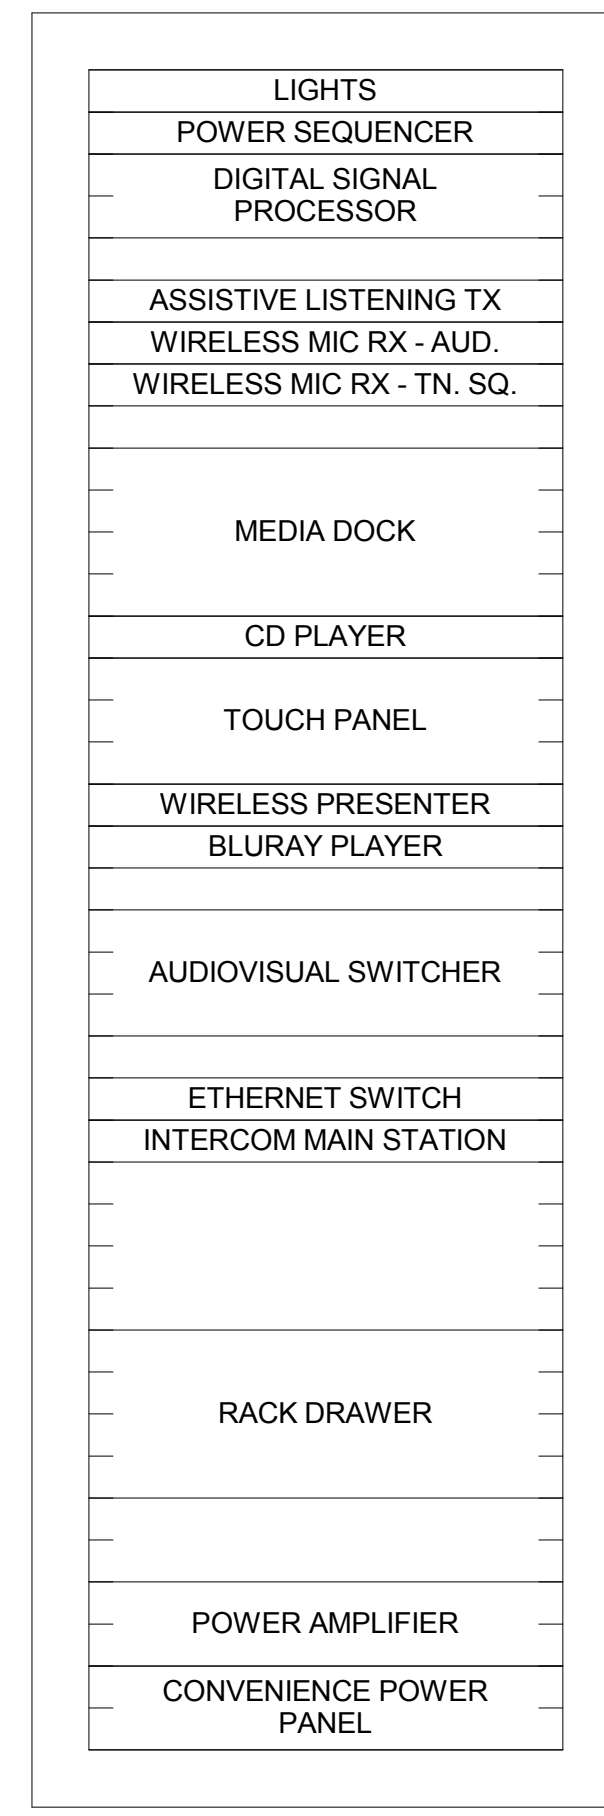 LIGHTS
POWER SEQUENCER
DIGITAL SIGNAL
PROCESSOR
ASSISTIVE LISTENING TX
WIRELESS MIC RX - AUD.
WIRELESS MIC RX - TN. SQ.
MEDIA DOCK
CD PLAYER
TOUCH PANEL
WIRELESS PRESENTER
BLURAY PLAYER
AUDIOVISUAL SWITCHER
ETHERNET SWITCH
INTERCOM MAIN STATION
RACK DRAWER
POWER AMPLIFIER
CONVENIENCE POWER
PANEL